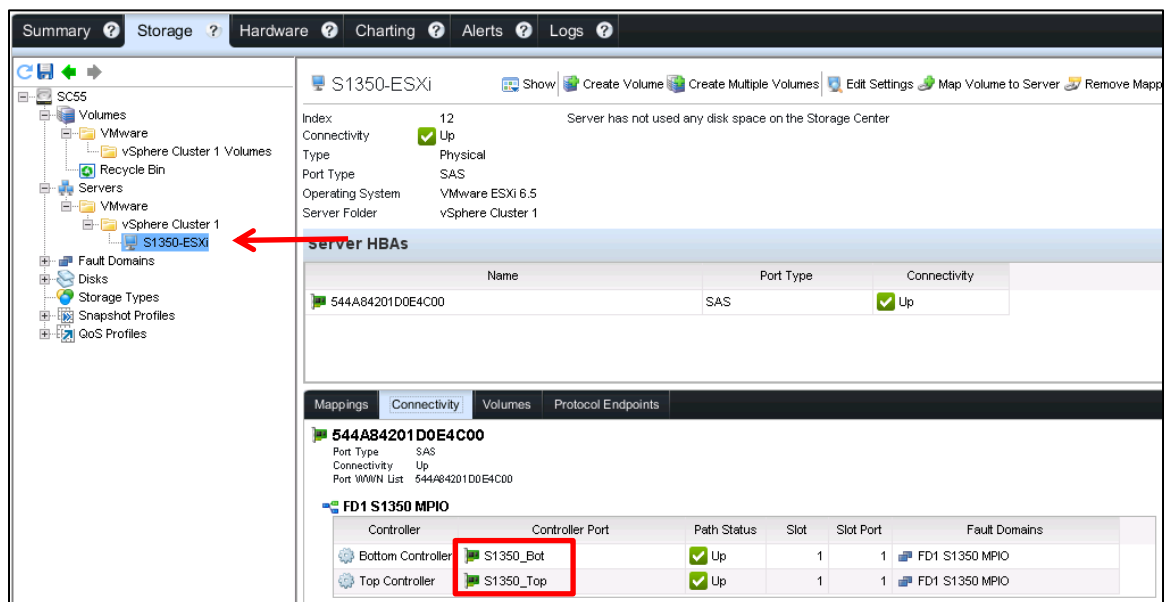 Summary ? Storage ? Hardware ? Charting ? Alerts ? Logs ?
SC55
Volumes
VMware
vSphere Cluster 1 Volumes
Recycle Bin
Servers
VMware
vSphere Cluster 1
S1350-ESXi
Fault Domains
Disks
Storage Types
Snapshot Profiles
QoS Profiles
S1350-ESXi Show Create Volume Create Multiple Volumes Edit Settings Map Volume to Server Remove Mapp
Index 12 Server has not used any disk space on the Storage Center
Connectivity Up
Type Physical
Port Type SAS
Operating System VMware ESXi 6.5
Server Folder vSphere Cluster 1
Server HBAs
Name Port Type Connectivity
544A84201D0E4C00 SAS Up
Mappings Connectivity Volumes Protocol Endpoints
544A84201D0E4C00
Port Type SAS
Connectivity Up
Port WWN List 544A84201D0E4C00
FD1 S1350 MPIO
Controller Controller Port Path Status Slot Slot Port Fault Domains
Bottom Controller S1350_Bot Up 1 1 FD1 S1350 MPIO
Top Controller S1350_Top Up 1 1 FD1 S1350 MPIO